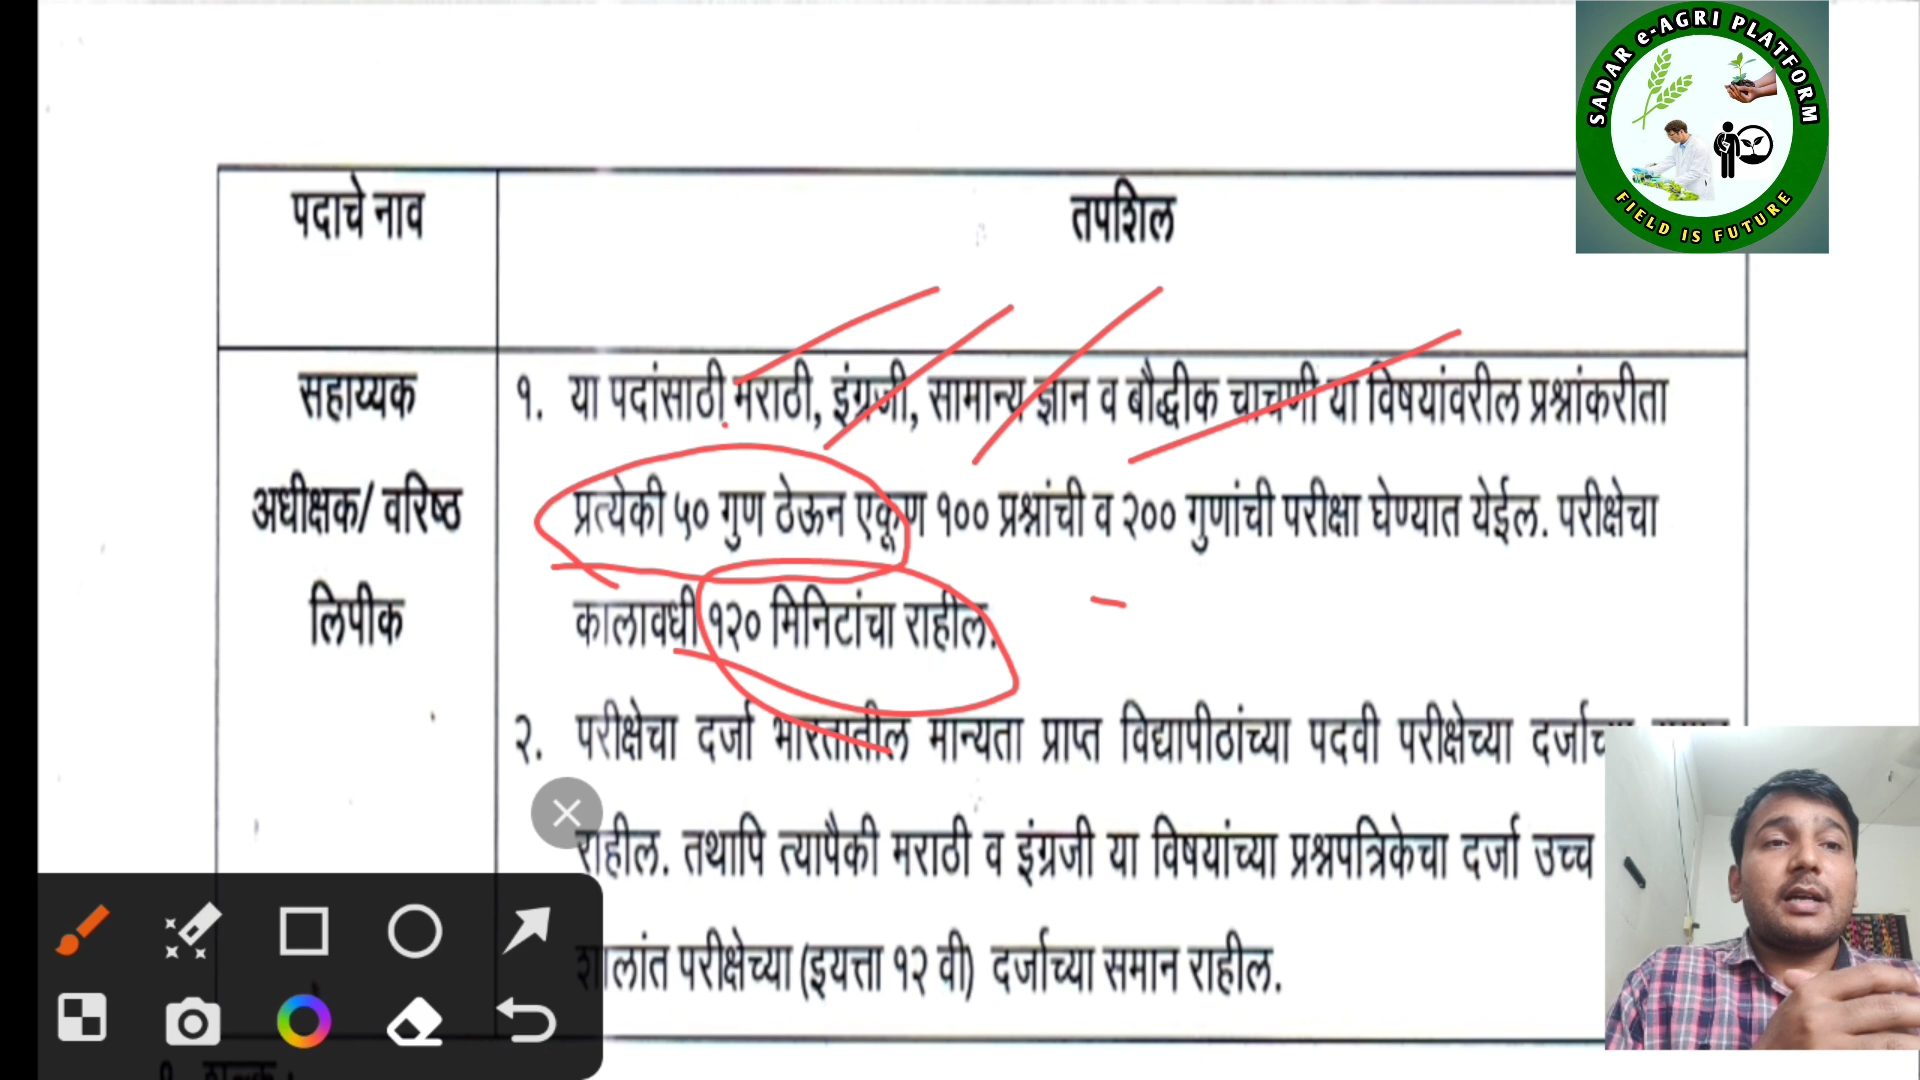 SADAR e-AGRI PLATFORM
FIELD IS FUTURE
पदाचे नाव
तपशिल
सहाय्यक
अधीक्षक/ वरिष्ठ
लिपीक
१. या पदांसाठी मराठी, इंग्रजी, सामान्य ज्ञान व बौद्धीक चाचणी या विषयांवरील प्रश्नांकरीता
प्रत्येकी ५० गुण ठेऊन एकूण १०० प्रश्नांची व २०० गुणांची परीक्षा घेण्यात येईल. परीक्षेचा
कालावधी १२० मिनिटांचा राहील.
२. परीक्षेचा दर्जा भारतातील मान्यता प्राप्त विद्यापीठांच्या पदवी परीक्षेच्या
राहील. तथापि त्यापैकी मराठी व इंग्रजी या विषयांच्या प्रश्नपत्रिकेचा दर्जा उच्च
शालांत परीक्षेच्या (इयत्ता १२ वी) दर्जाच्या समान राहील.